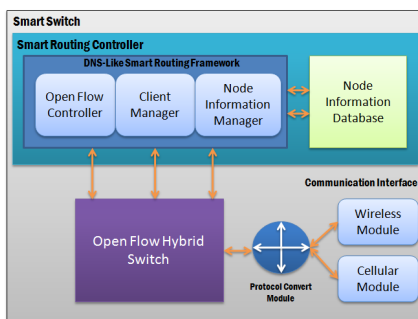 Smart Switch
Smart Routing Controller
DNS-Like Smart Routing Framework
Open Flow
Controller
Client
Manager
Node
Information
Manager
Node
Information
Database
Communication Interface
Open Flow Hybrid
Switch
Wireless
Module
Cellular
Module
Protocol Convert
Module